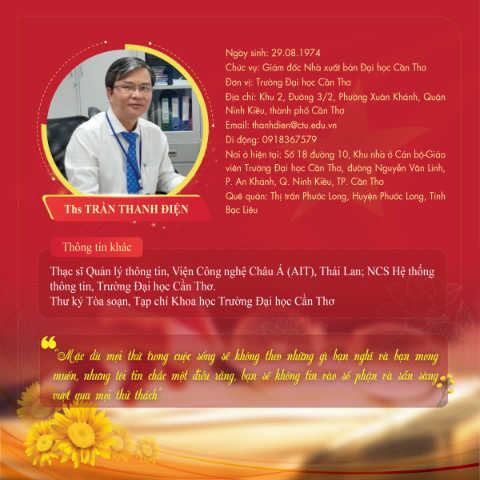 Ngày sinh: 29.08.1974
Chức vụ: Giám đốc Nhà xuất bản Đại học Cần Thơ
Đơn vị: Trường Đại học Cần Thơ
Địa chỉ: Khu 2, Đường 3/2, Phường Xuân Khánh, Quận
Ninh Kiều, thành phố Cần Thơ
Email: thanhdien@ctu.edu.vn
Di động: 0918367579
Nơi ở hiện tại: Số 18 đường 10, Khu nhà ở Cán bộ-Giáo
viên Trường Đại học Cần Thơ, đường Nguyễn Văn Linh,
P. An Khánh, Q. Ninh Kiều, TP. Cần Thơ
Quê quán: Thị trấn Phước Long, Huyện Phước Long, Tỉnh
Bạc Liêu
Ths TRẦN THANH ĐIỆN
Thông tin khác
Thạc sĩ Quản lý thông tin, Viện Công nghệ Châu Á (AIT), Thái Lan; NCS Hệ thống
thông tin, Trường Đại học Cần Thơ.
Thư ký Tòa soạn, Tạp chí Khoa học Trường Đại học Cần Thơ
"Mặc dù mọi thứ trong cuộc sống sẽ không theo những gì bạn nghĩ và bạn mong
muốn, nhưng tôi tin chắc một điều rằng, bạn sẽ không tin vào số phận và sẵn sàng
vượt qua mọi thử thách"